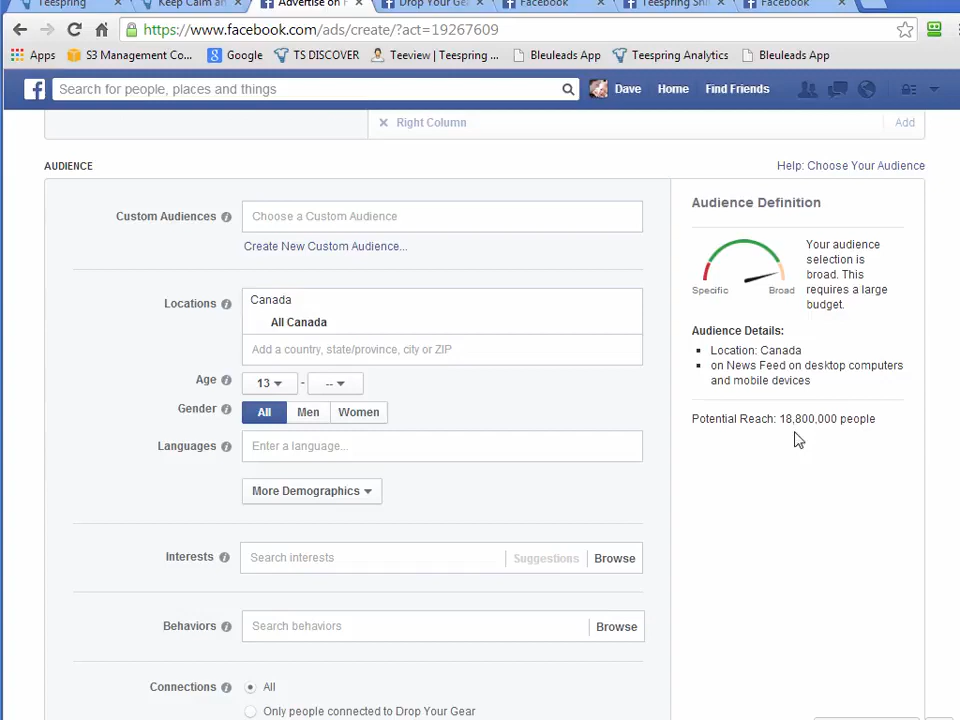 Teespring
Keep Calm an
Advertise on F
Drop Your Gea
Facebook
Teespring Shi
Facebook
https://www.facebook.com/ads/create/?act=19267609
Apps S3 Management Co... Google TS DISCOVER Teeview | Teespring ... Bleuleads App Teespring Analytics Bleuleads App
Search for people, places and things Dave Home Find Friends
Right Column Add
AUDIENCE Help: Choose Your Audience
Custom Audiences Choose a Custom Audience
Create New Custom Audience...
Locations Canada
All Canada
Add a country, state/province, city or ZIP
Age 13 - --
Gender All Men Women
Languages Enter a language...
More Demographics
Interests Search interests Suggestions Browse
Behaviors Search behaviors Browse
Connections All
Only people connected to Drop Your Gear
Audience Definition
Specific Broad
Your audience
selection is
broad. This
requires a large
budget.
Audience Details:
Location: Canada
on News Feed on desktop computers
and mobile devices
Potential Reach: 18,800,000 people